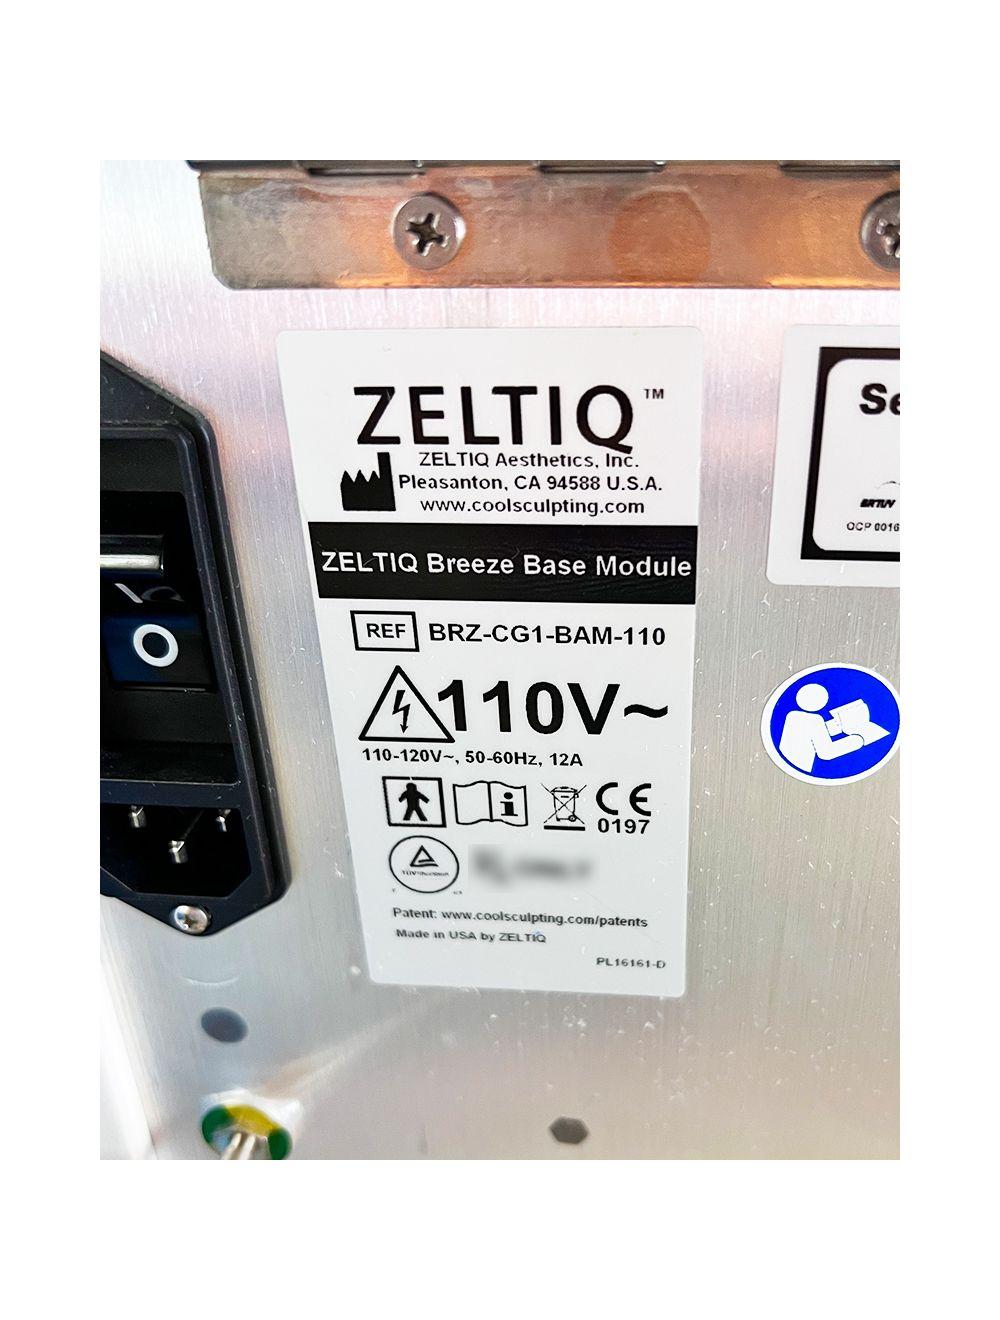 ZELTIQ™
ZELTIQ Aesthetics, Inc.
Pleasanton, CA 94588 U.S.A.
www.coolsculpting.com
ZELTIQ Breeze Base Module
REF BRZ-CG1-BAM-110
110V~
110-120V~, 50-60Hz, 12A
i
CE
0197
Patent: www.coolsculpting.com/patents
Made in USA by ZELTIQ
PL16161-D
Se
QCP 0016